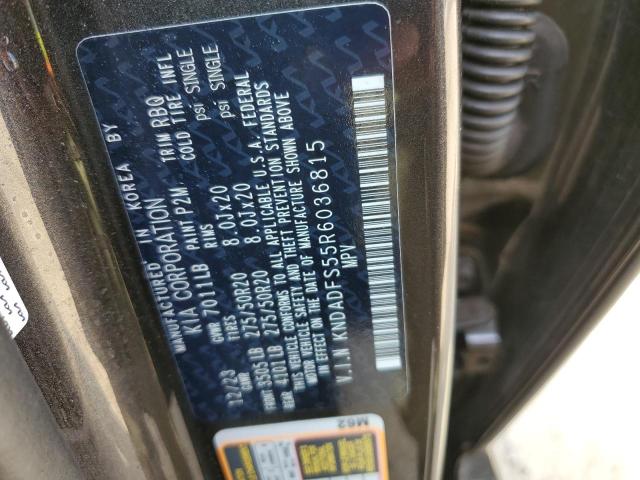 MANUFACTURED IN KOREA BY
KIA CORPORATION
12/23 GVWR 7011LB PAINT P2M, TRIM RBQ
GAWR TIRES RIMS COLD TIRE INFL
FRONT 3505LB 275/50R20 8.0Jx20 psi SINGLE
REAR 4101LB 275/50R20 8.0Jx20 psi SINGLE
THIS VEHICLE CONFORMS TO ALL APPLICABLE U.S.A. FEDERAL
MOTOR VEHICLE SAFETY AND THEFT PREVENTION STANDARDS
IN EFFECT ON THE DATE OF MANUFACTURE SHOWN ABOVE
V.I.N KNDADFS55R6036815
MPV
M62